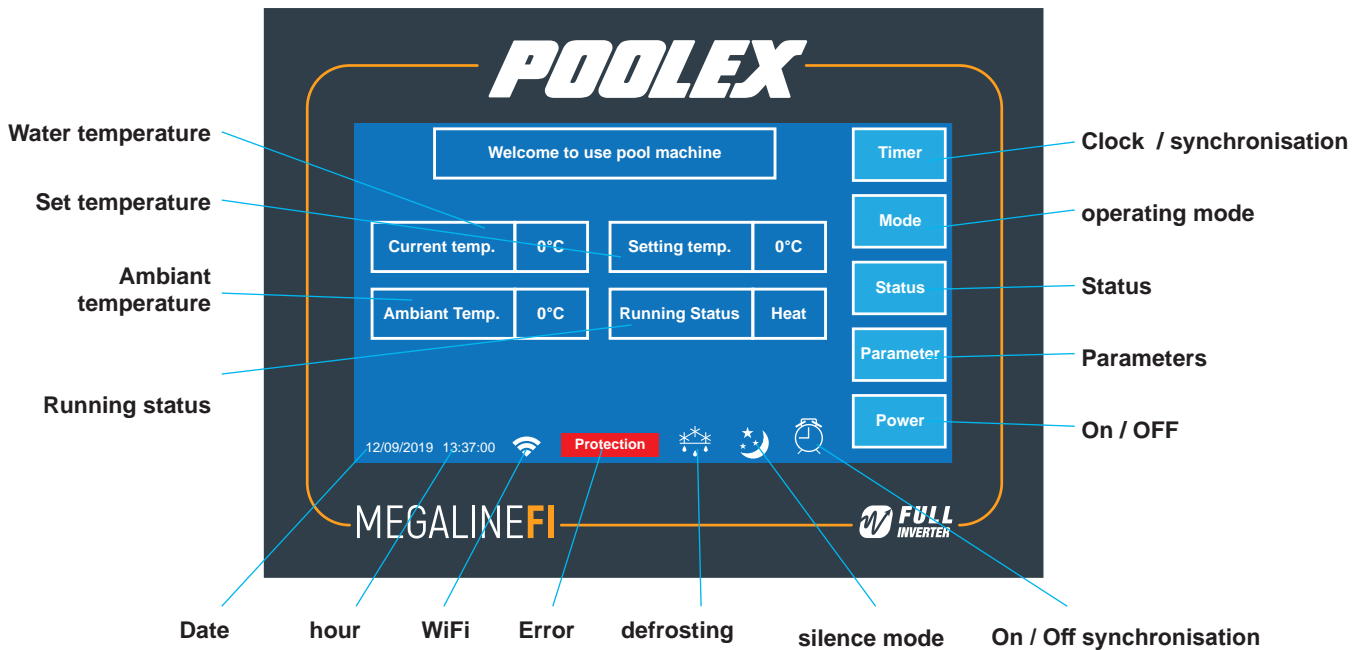 POOLEX
Water temperature
Welcome to use pool machine
Timer
Clock / synchronisation
Set temperature
Mode
operating mode
Current temp.
0°C
Setting temp.
0°C
Ambiant
temperature
Status
Status
Ambiant Temp.
0°C
Running Status
Heat
Parameter
Parameters
Running status
Power
On / OFF
12/09/2019 13:37:00
Protection
MEGALINEFI
FULL
INVERTER
Date
hour
WiFi
Error
defrosting
silence mode
On / Off synchronisation